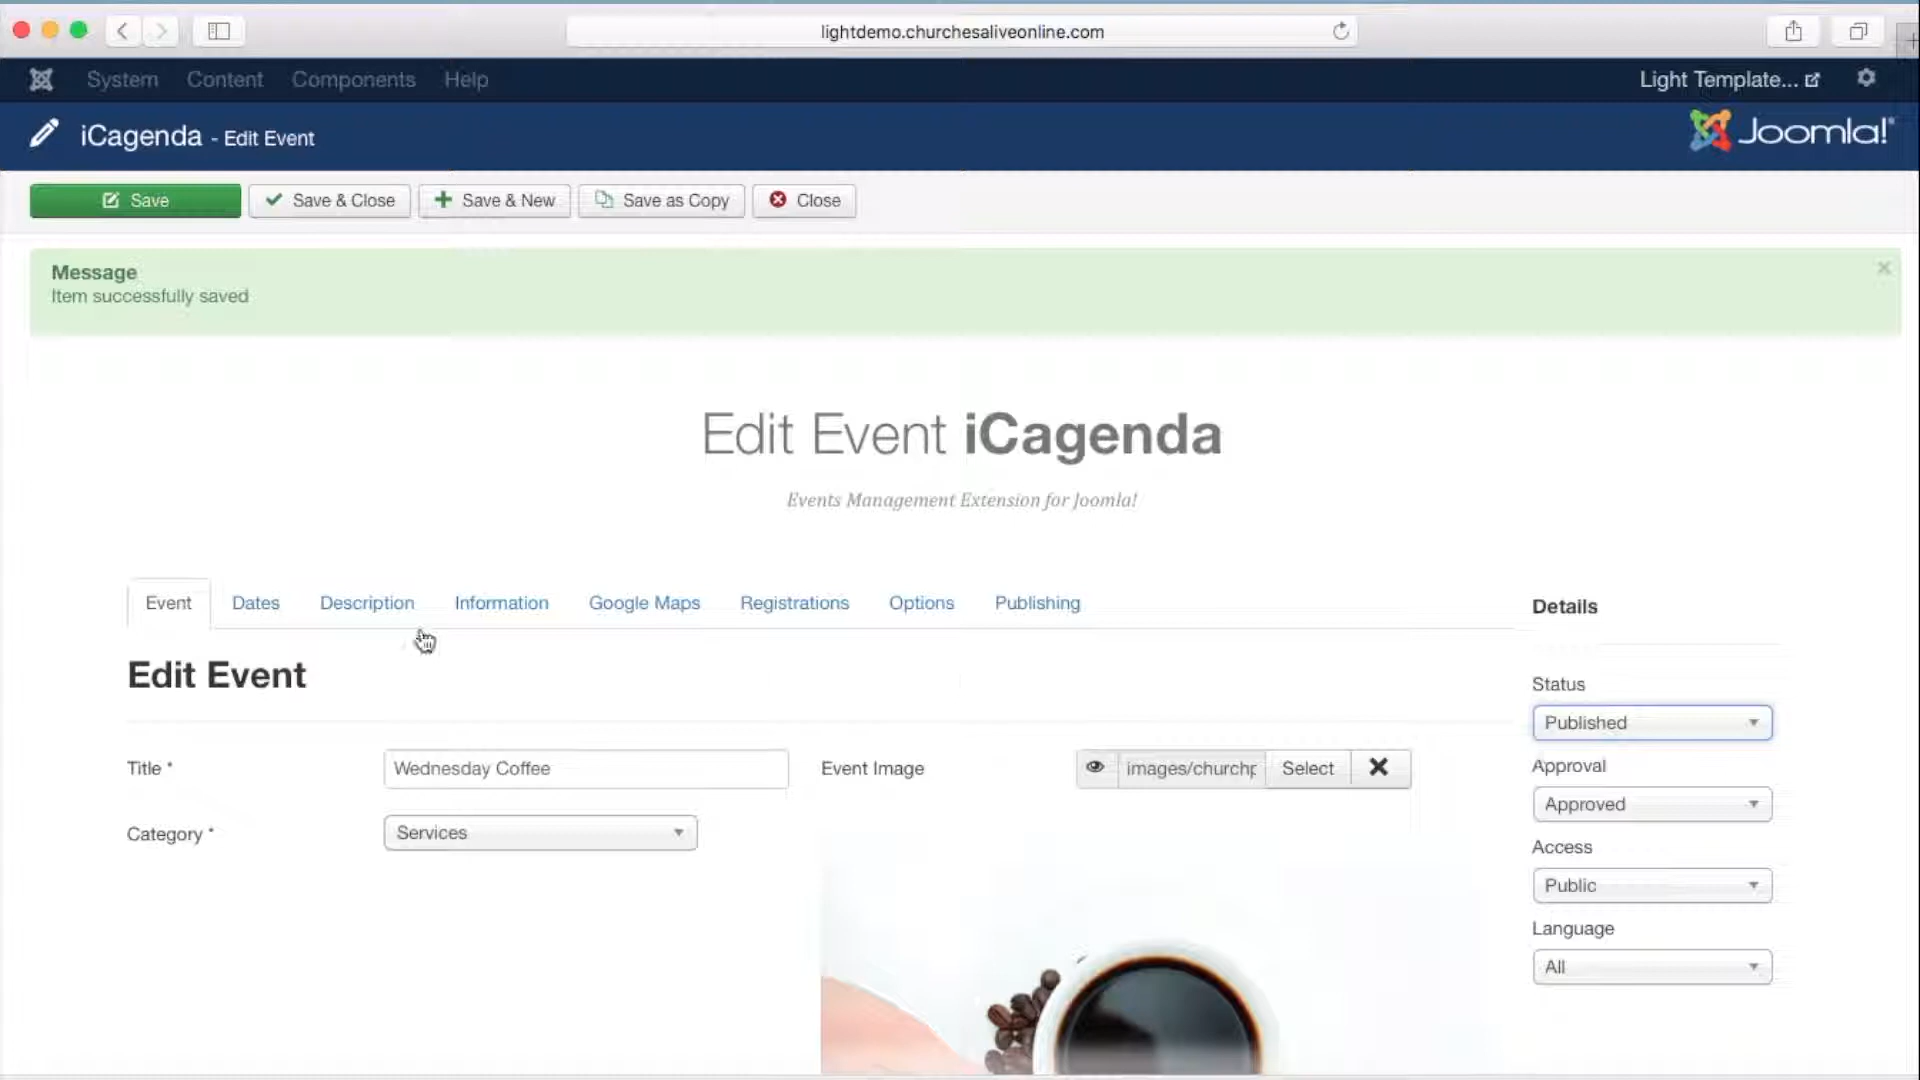 lightdemo.churchesaliveonline.com
System Content Components Help Light Template...
iCagenda - Edit Event Joomla!®
Save Save & Close Save & New Save as Copy Close
Message
Item successfully saved
Edit Event iCagenda
Events Management Extension for Joomla!
Event Dates Description Information Google Maps Registrations Options Publishing
Details
Edit Event
Status
Published
Title * Wednesday Coffee Event Image images/churchp Select
Approval
Approved
Category * Services
Access
Public
Language
All